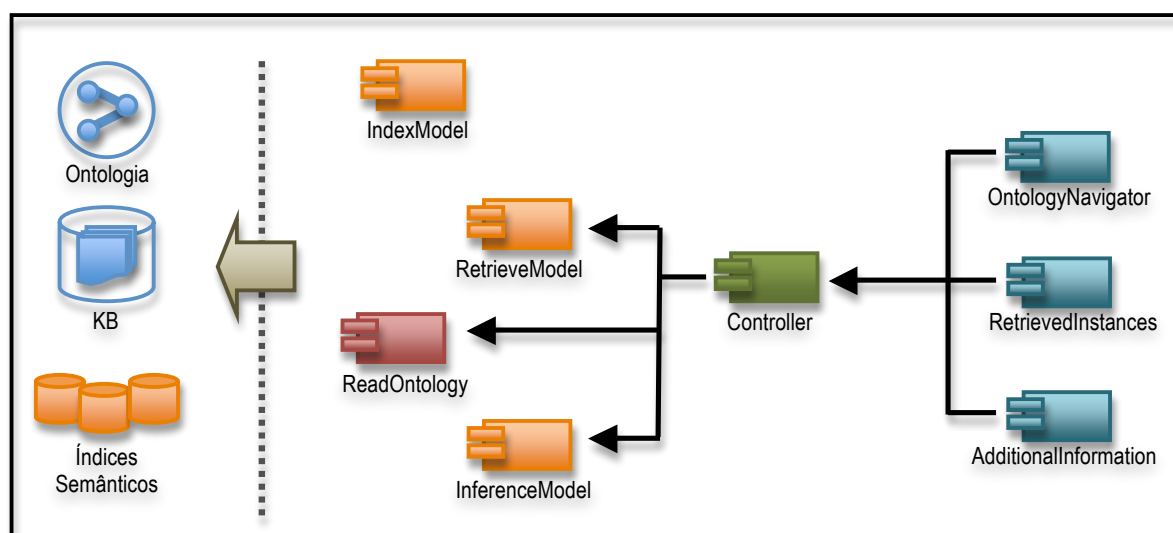 Ontologia
KB
Índices
Semânticos
IndexModel
RetrieveModel
ReadOntology
InferenceModel
Controller
OntologyNavigator
RetrievedInstances
AdditionalInformation